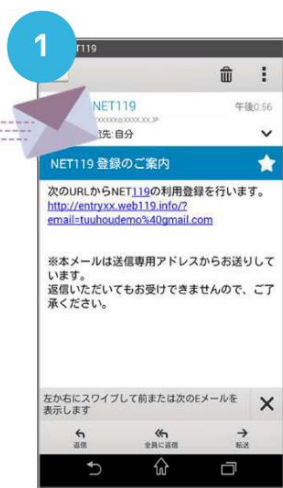 1
T119
NET119
午後0:56
XXXXX@XXXX.XX.JP
宛先:自分
NET119 登録のご案内
次のURLからNET119の利用登録を行います。
http://entryxx.web119.info/?
email=tuuhoudemo%40gmail.com
※本メールは送信専用アドレスからお送りして
います。
返信いただいてもお受けできませんので、ご了
承ください。
左か右にスワイプして前または次のEメールを
表示します
返信
全員に返信
転送